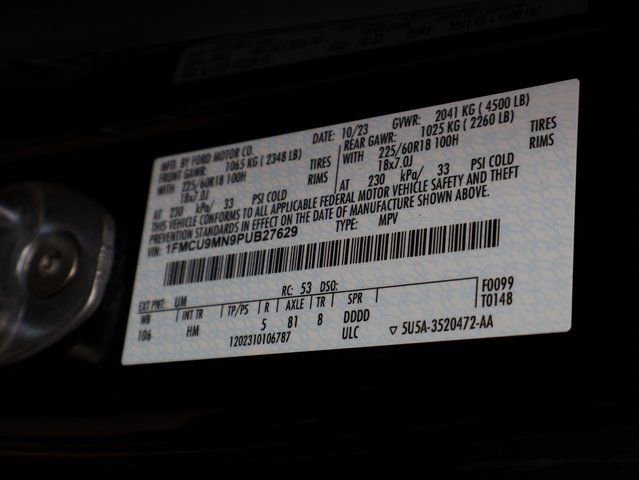 MFD. BY FORD MOTOR CO.
DATE: 10/23 GVWR: 2041 KG ( 4500 LB)
FRONT GAWR: 1065 KG ( 2348 LB)
REAR GAWR: 1025 KG ( 2260 LB)
WITH 225/60R18 100H TIRES
WITH 225/60R18 100H TIRES
18x7.0J RIMS
18x7.0J RIMS
AT 230 kPa/ 33 PSI COLD
AT 230 kPa/ 33 PSI COLD
THIS VEHICLE CONFORMS TO ALL APPLICABLE FEDERAL MOTOR VEHICLE SAFETY AND THEFT
PREVENTION STANDARDS IN EFFECT ON THE DATE OF MANUFACTURE SHOWN ABOVE.
VIN: 1FMCU9MN9PUB27629 TYPE: MPV
EXT PNT: UM RC: 53 DSO: F0099
WB INT TR TP/PS R AXLE TR SPR T0148
106 HM 5 81 8 DDDD
1202310106787 ULC ▽ 5U5A-3520472-AA